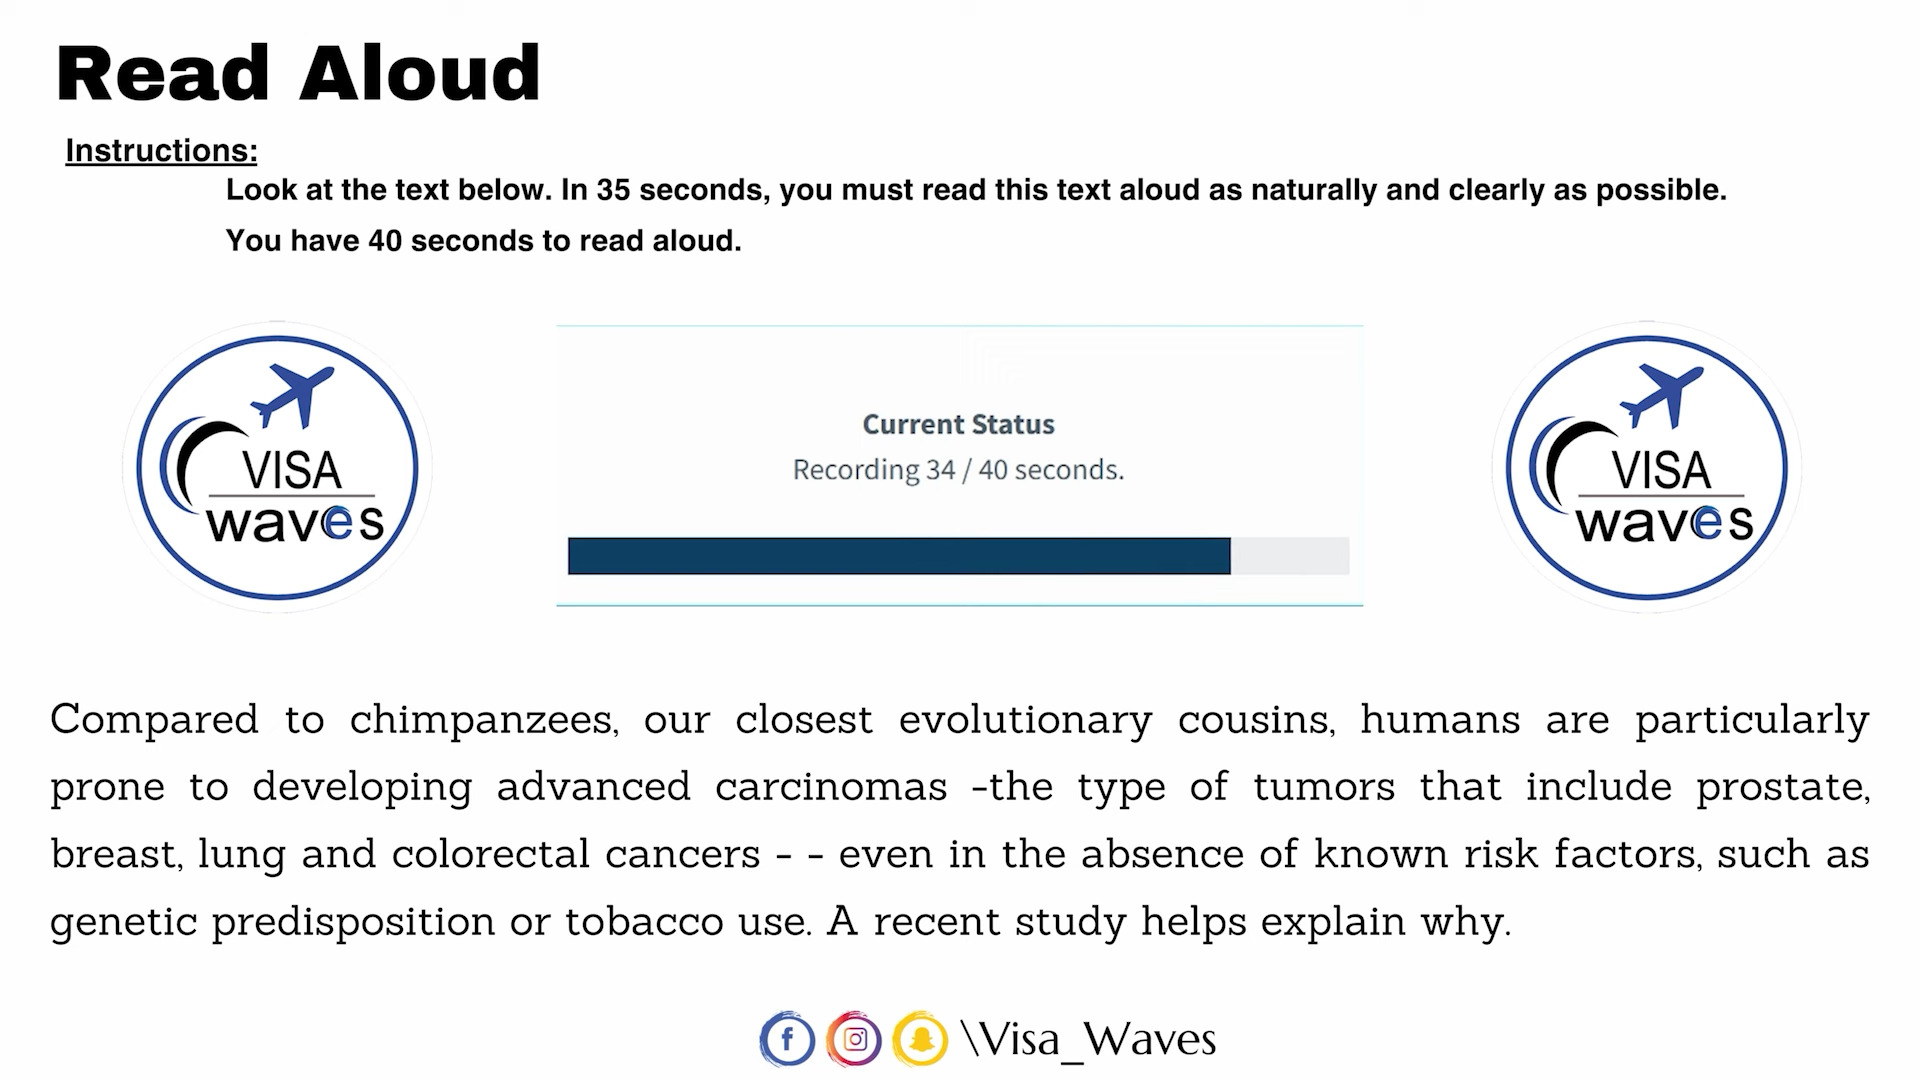 Read Aloud
Instructions:
Look at the text below. In 35 seconds, you must read this text aloud as naturally and clearly as possible.
You have 40 seconds to read aloud.
VISA
waves
Current Status
Recording 34 / 40 seconds.
VISA
waves
Compared to chimpanzees, our closest evolutionary cousins, humans are particularly
prone to developing advanced carcinomas -the type of tumors that include prostate,
breast, lung and colorectal cancers - - even in the absence of known risk factors, such as
genetic predisposition or tobacco use. A recent study helps explain why.
\Visa_Waves